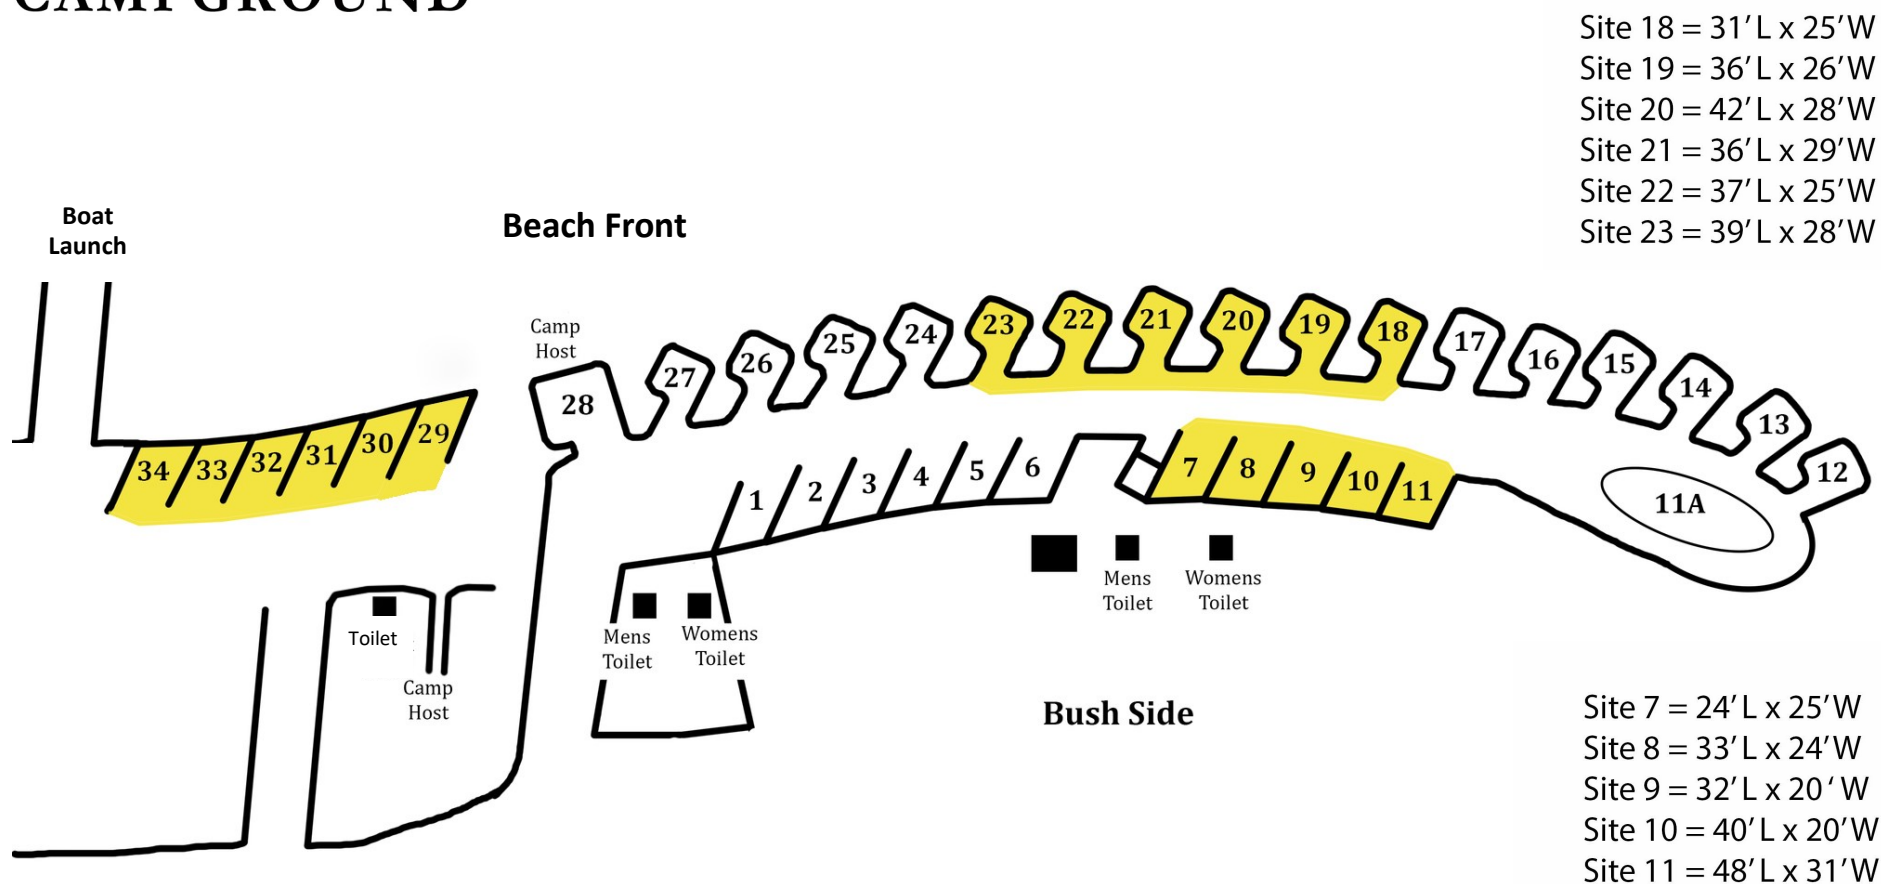 CAMPGROUND
Site 18 = 31' L x 25' W
Site 19 = 36' L x 26' W
Site 20 = 42' L x 28' W
Site 21 = 36' L x 29' W
Site 22 = 37' L x 25' W
Site 23 = 39' L x 28' W
Boat
Launch
Beach Front
Camp
Host
28
27
26
25
24
23
22
21
20
19
18
17
16
15
14
13
12
11A
34
33
32
31
30
29
1
2
3
4
5
6
7
8
9
10
11
Mens
Toilet
Womens
Toilet
Mens
Toilet
Womens
Toilet
Toilet
Camp
Host
Bush Side
Site 7 = 24' L x 25' W
Site 8 = 33' L x 24' W
Site 9 = 32' L x 20 ' W
Site 10 = 40' L x 20' W
Site 11 = 48' L x 31' W